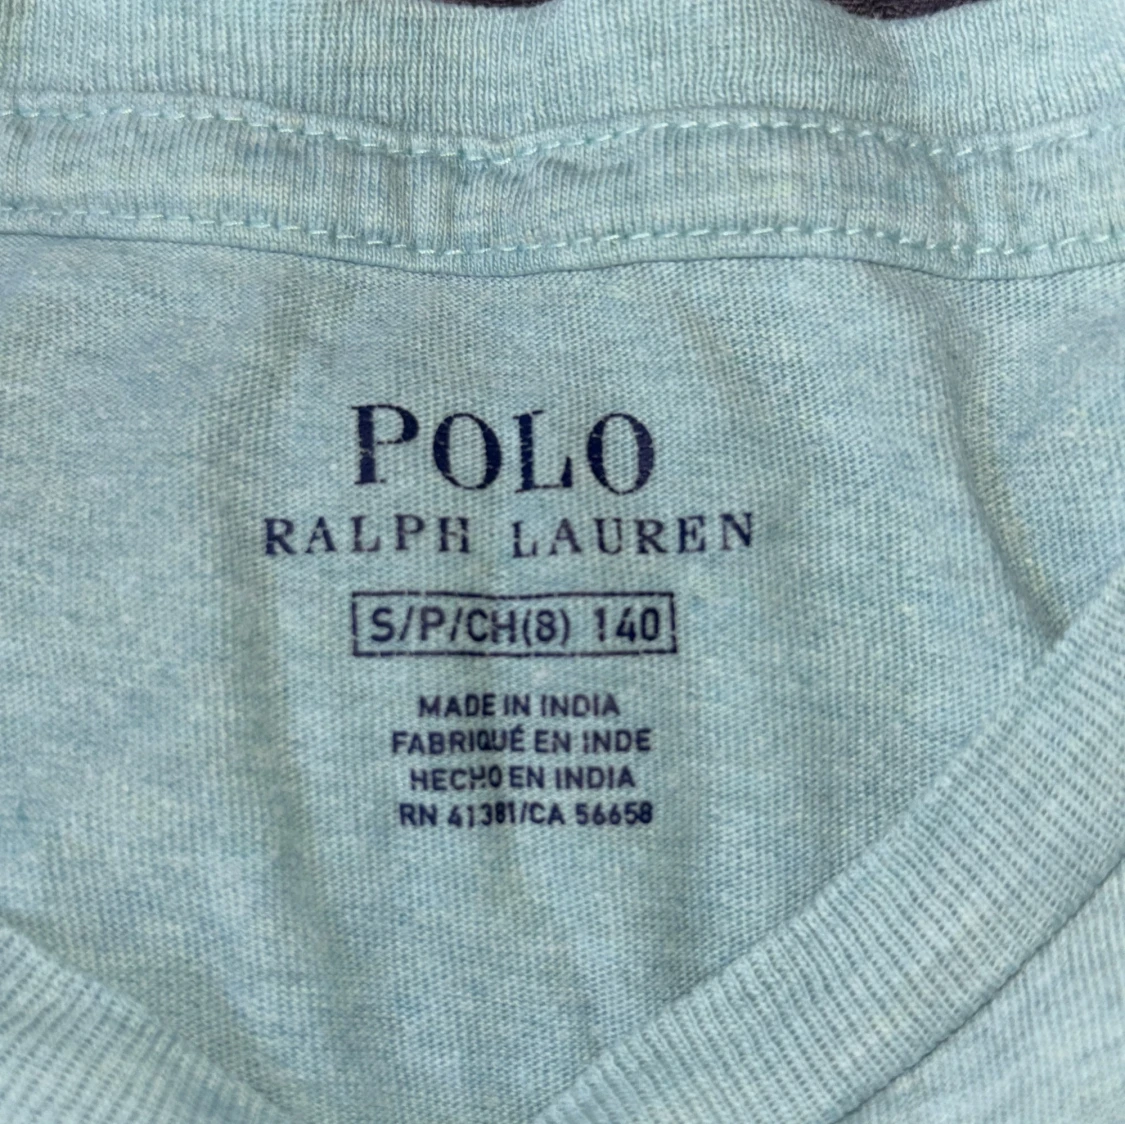 POLO
RALPH LAUREN
S/P/CH(8) 140
MADE IN INDIA
FABRIQUÉ EN INDE
HECHO EN INDIA
RN 41381/CA 56658